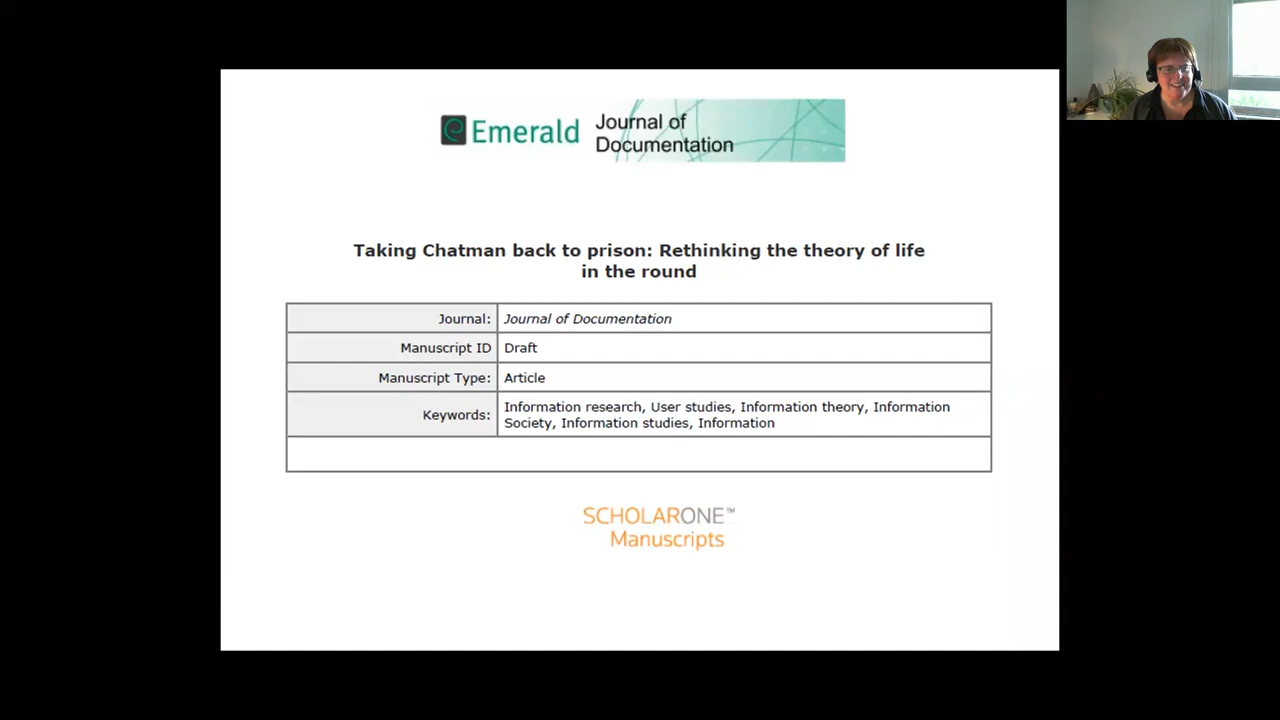 Emerald
Journal of
Documentation
Taking Chatman back to prison: Rethinking the theory of life
in the round
Journal: Journal of Documentation
Manuscript ID Draft
Manuscript Type: Article
Keywords: Information research, User studies, Information theory, Information
Society, Information studies, Information
SCHOLARONE™
Manuscripts